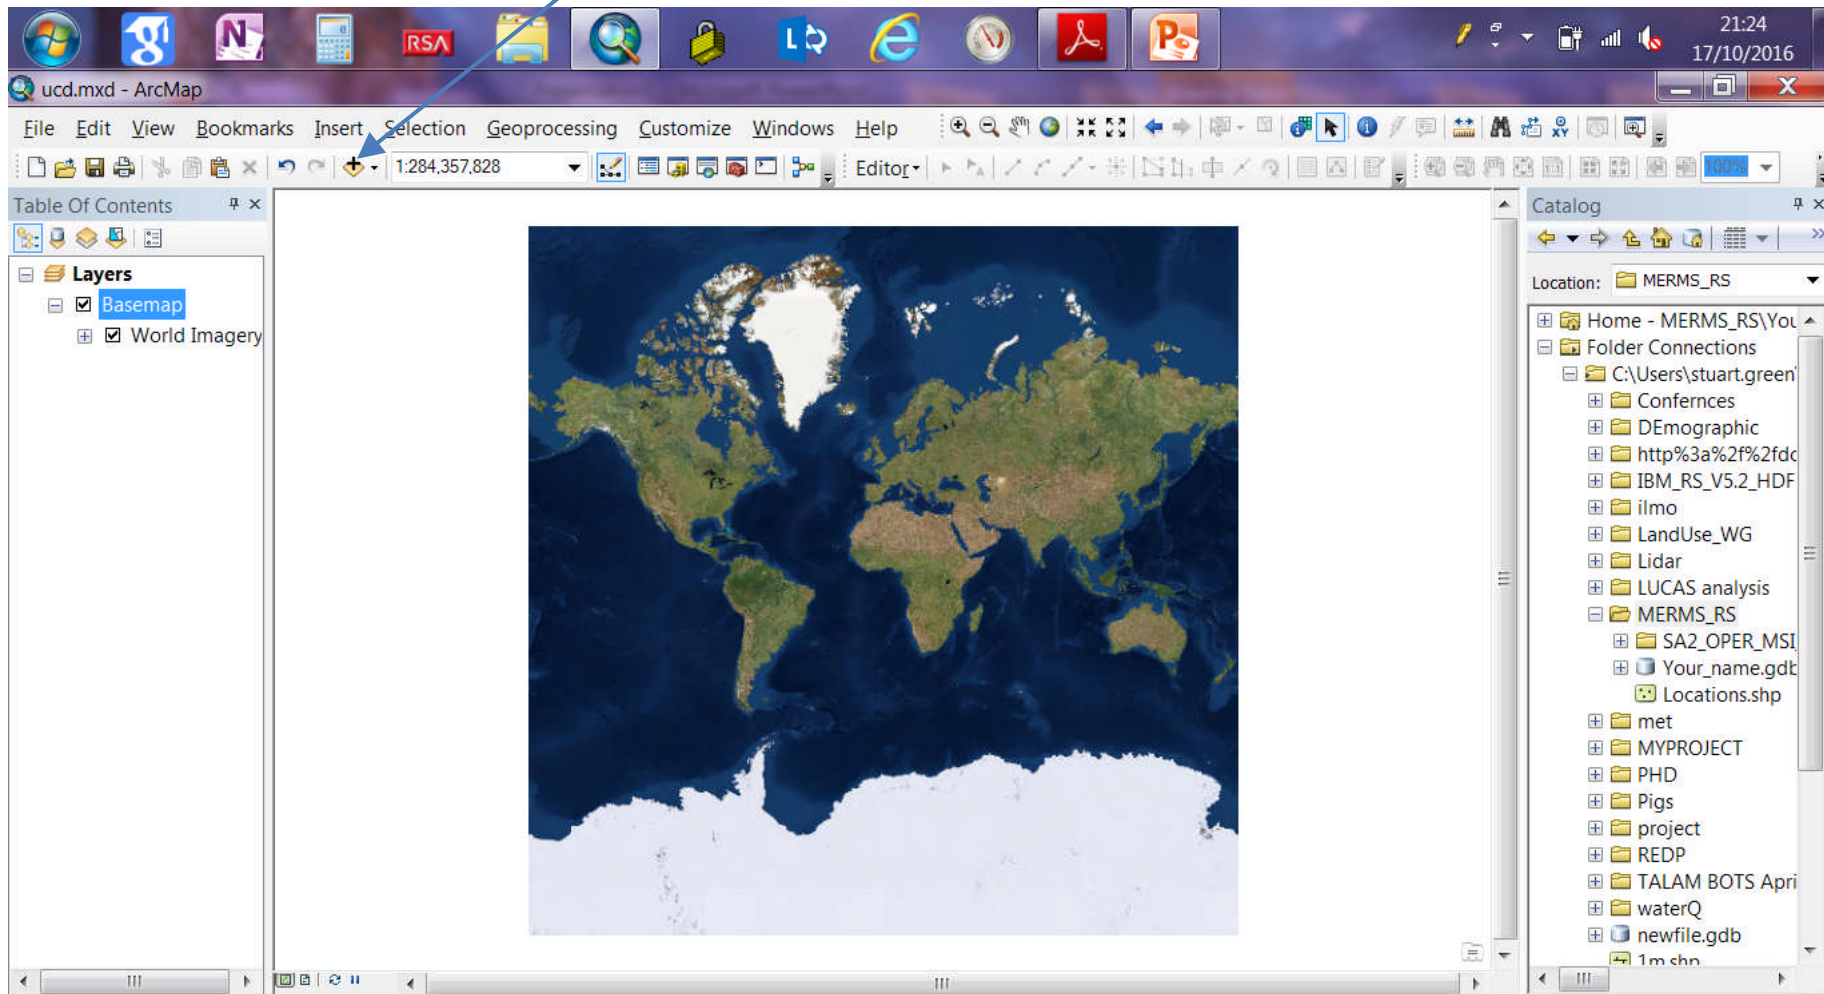 RSA
21:24
17/10/2016
ucd.mxd - ArcMap
File Edit View Bookmarks Insert Selection Geoprocessing Customize Windows Help
1:284,357,828
Editor
100%
Table Of Contents
Layers
Basemap
World Imagery
Catalog
Location: MERMS_RS
Home - MERMS_RS\You
Folder Connections
C:\Users\stuart.green\
Confernces
DEmographic
http%3a%2f%2fdc
IBM_RS_V5.2_HDF
ilmo
LandUse_WG
Lidar
LUCAS analysis
MERMS_RS
SA2_OPER_MSI_
Your_name.gdb
Locations.shp
met
MYPROJECT
PHD
Pigs
project
REDP
TALAM BOTS Apri
waterQ
newfile.gdb
1m.shp